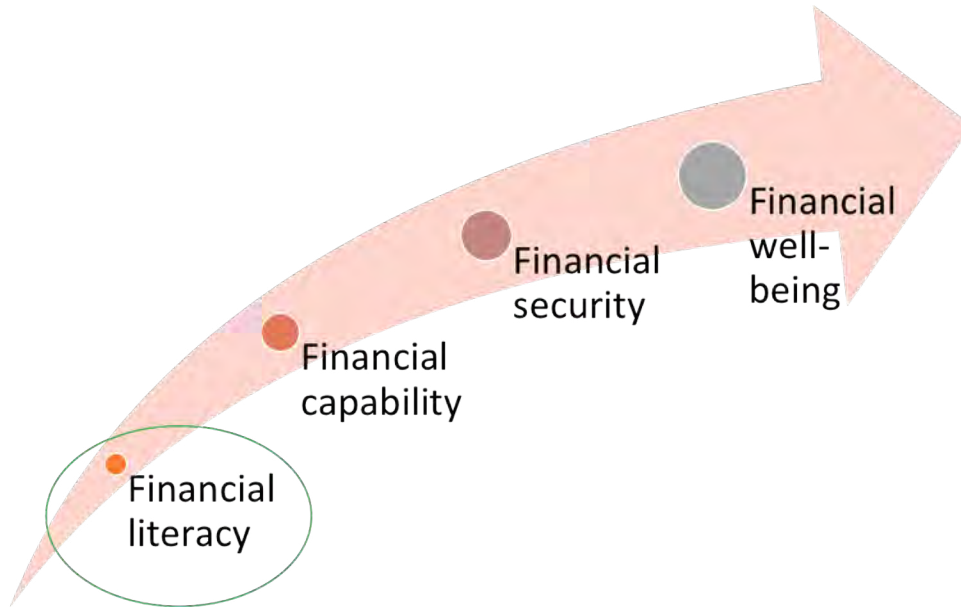 Financial
literacy
Financial
capability
Financial
security
Financial
well-
being